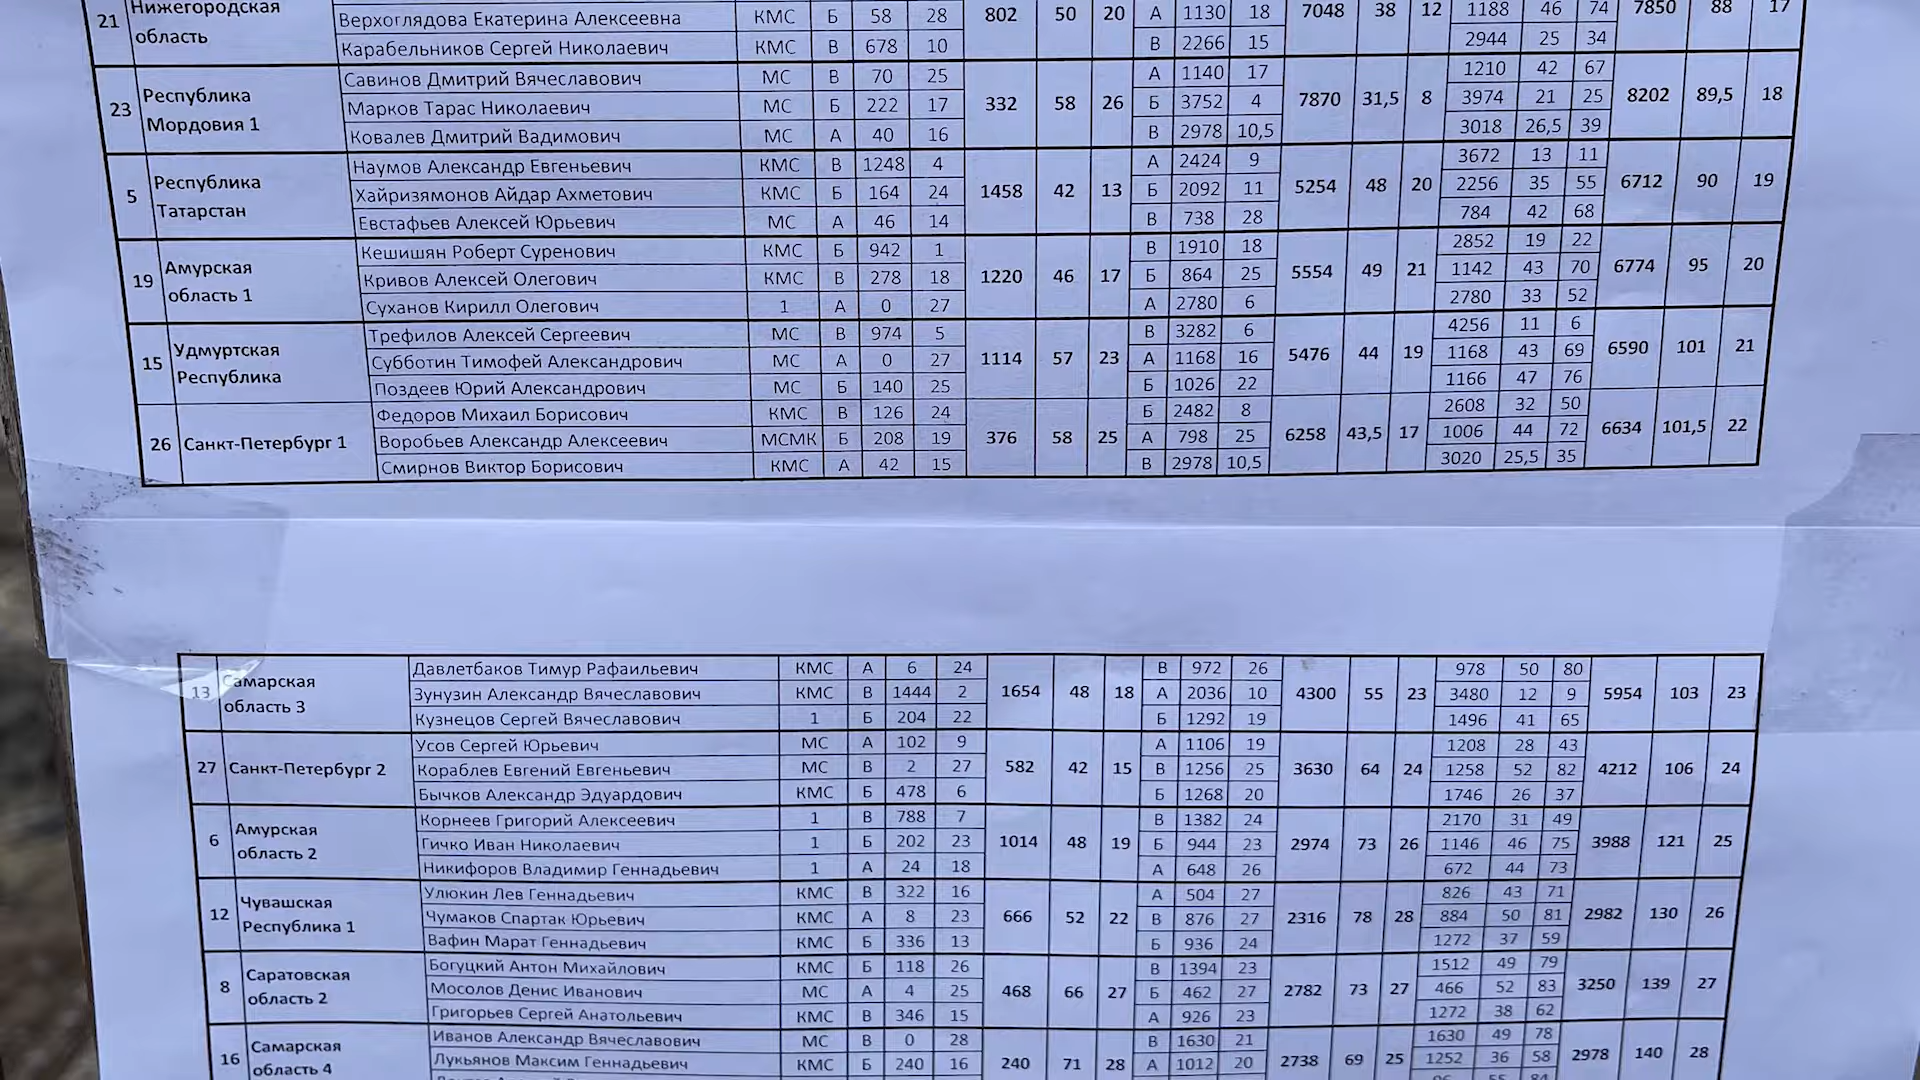 21 Нижегородская область 802 50 20 7048 38 12 7850 88 17
Верхоглядова Екатерина Алексеевна КМС Б 58 28 А 1130 18 1188 46 74
Карабельников Сергей Николаевич КМС В 678 10 В 2266 15 2944 25 34
23 Республика Мордовия 1 332 58 26 7870 31,5 8 8202 89,5 18
Савинов Дмитрий Вячеславович МС В 70 25 А 1140 17 1210 42 67
Марков Тарас Николаевич МС Б 222 17 Б 3752 4 3974 21 25
Ковалев Дмитрий Вадимович МС А 40 16 В 2978 10,5 3018 26,5 39
5 Республика Татарстан 1458 42 13 5254 48 20 6712 90 19
Наумов Александр Евгеньевич КМС В 1248 4 А 2424 9 3672 13 11
Хайризямонов Айдар Ахметович КМС Б 164 24 Б 2092 11 2256 35 55
Евстафьев Алексей Юрьевич МС А 46 14 В 738 28 784 42 68
19 Амурская область 1 1220 46 17 5554 49 21 6774 95 20
Кешишян Роберт Суренович КМС Б 942 1 В 1910 18 2852 19 22
Кривов Алексей Олегович КМС В 278 18 Б 864 25 1142 43 70
Суханов Кирилл Олегович 1 А 0 27 А 2780 6 2780 33 52
15 Удмуртская Республика 1114 57 23 5476 44 19 6590 101 21
Трефилов Алексей Сергеевич МС В 974 5 В 3282 6 4256 11 6
Субботин Тимофей Александрович МС А 0 27 А 1168 16 1168 43 69
Поздеев Юрий Александрович МС Б 140 25 Б 1026 22 1166 47 76
26 Санкт-Петербург 1 376 58 25 6258 43,5 17 6634 101,5 22
Федоров Михаил Борисович КМС В 126 24 Б 2482 8 2608 32 50
Воробьев Александр Алексеевич МСМК Б 208 19 А 798 25 1006 44 72
Смирнов Виктор Борисович КМС А 42 15 В 2978 10,5 3020 25,5 35
13 Самарская область 3 1654 48 18 4300 55 23 5954 103 23
Давлетбаков Тимур Рафаильевич КМС А 6 24 В 972 26 978 50 80
Зунузин Александр Вячеславович КМС В 1444 2 А 2036 10 3480 12 9
Кузнецов Сергей Вячеславович 1 Б 204 22 Б 1292 19 1496 41 65
27 Санкт-Петербург 2 582 42 15 3630 64 24 4212 106 24
Усов Сергей Юрьевич МС А 102 9 А 1106 19 1208 28 43
Кораблев Евгений Евгеньевич МС В 2 27 В 1256 25 1258 52 82
Бычков Александр Эдуардович КМС Б 478 6 Б 1268 20 1746 26 37
6 Амурская область 2 1014 48 19 2974 73 26 3988 121 25
Корнеев Григорий Алексеевич 1 В 788 7 В 1382 24 2170 31 49
Гичко Иван Николаевич 1 Б 202 23 Б 944 23 1146 46 75
Никифоров Владимир Геннадьевич 1 А 24 18 А 648 26 672 44 73
12 Чувашская Республика 1 666 52 22 2316 78 28 2982 130 26
Улюкин Лев Геннадьевич КМС В 322 16 А 504 27 826 43 71
Чумаков Спартак Юрьевич КМС А 8 23 В 876 27 884 50 81
Вафин Марат Геннадьевич КМС Б 336 13 Б 936 24 1272 37 59
8 Саратовская область 2 468 66 27 2782 73 27 3250 139 27
Богуцкий Антон Михайлович КМС Б 118 26 В 1394 23 1512 49 79
Мосолов Денис Иванович МС А 4 25 Б 462 27 466 52 83
Григорьев Сергей Анатольевич КМС В 346 15 А 926 23 1272 38 62
16 Самарская область 4 240 71 28 2738 69 25 2978 140 28
Иванов Александр Вячеславович МС В 0 28 В 1630 21 1630 49 78
Лукьянов Максим Геннадьевич КМС Б 240 16 А 1012 20 1252 36 58